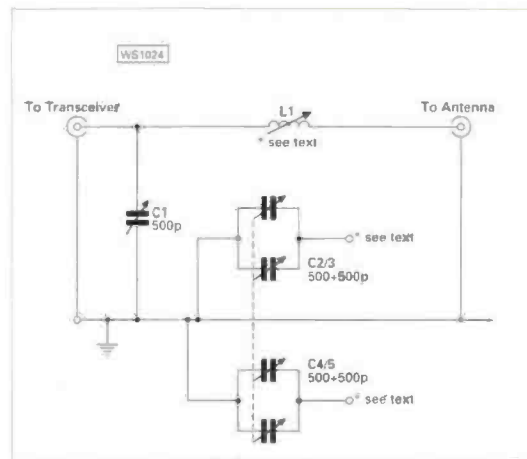 WS1024
To Transceiver
L1
To Antenna
* see text
C1
500p
* see text
C2/3
500+500p
C4/5
500+500p
* see text